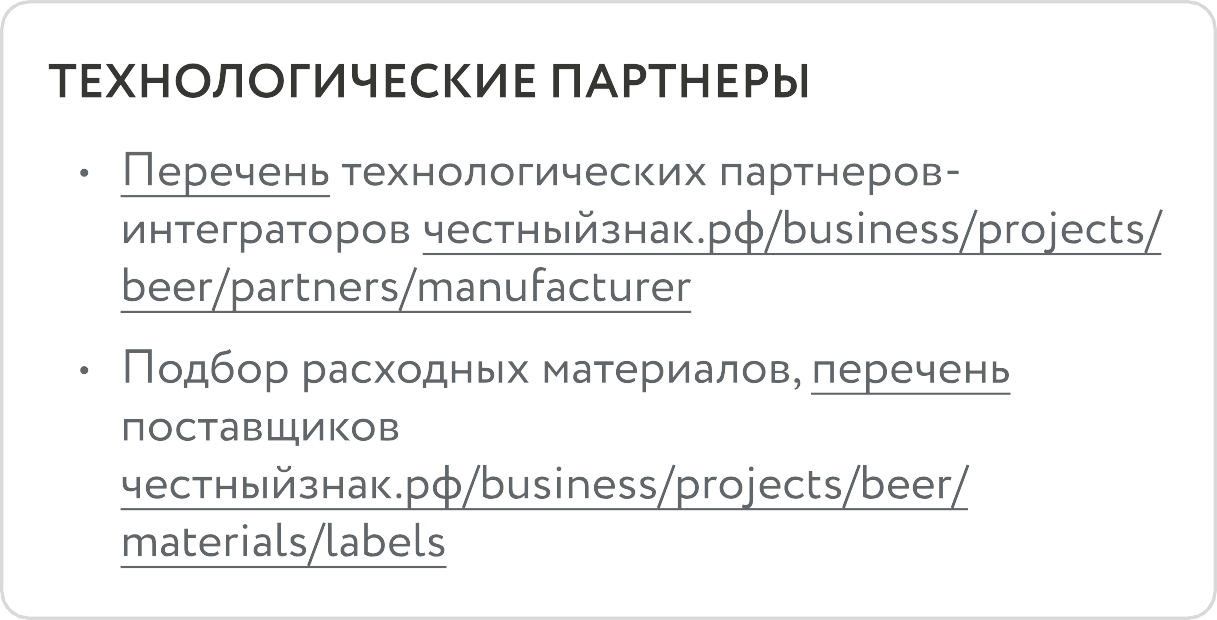 ТЕХНОЛОГИЧЕСКИЕ ПАРТНЕРЫ
• Перечень технологических партнеров-
интеграторов честныйзнак.рф/business/projects/
beer/partners/manufacturer
• Подбор расходных материалов, перечень
поставщиков
честныйзнак.рф/business/projects/beer/
materials/labels